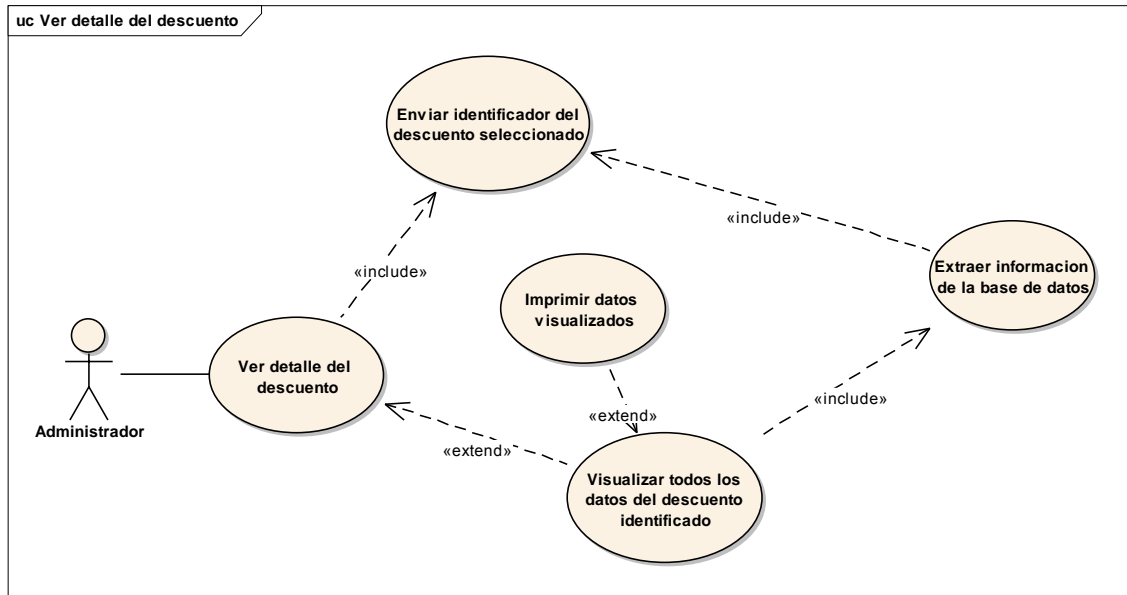 uc Ver detalle del descuento
Enviar identificador del
descuento seleccionado
«include»
Extraer informacion
de la base de datos
«include»
Imprimir datos
visualizados
Ver detalle del
descuento
«include»
«extend»
Administrador
«extend»
Visualizar todos los
datos del descuento
identificado